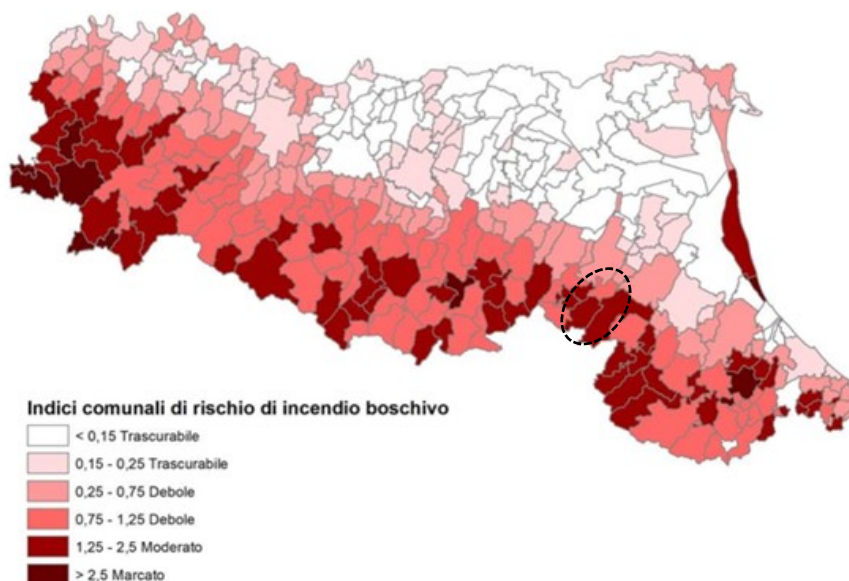 Indici comunali di rischio di incendio boschivo
< 0,15 Trascurabile
0,15 - 0,25 Trascurabile
0,25 - 0,75 Debole
0,75 - 1,25 Debole
1,25 - 2,5 Moderato
> 2,5 Marcato